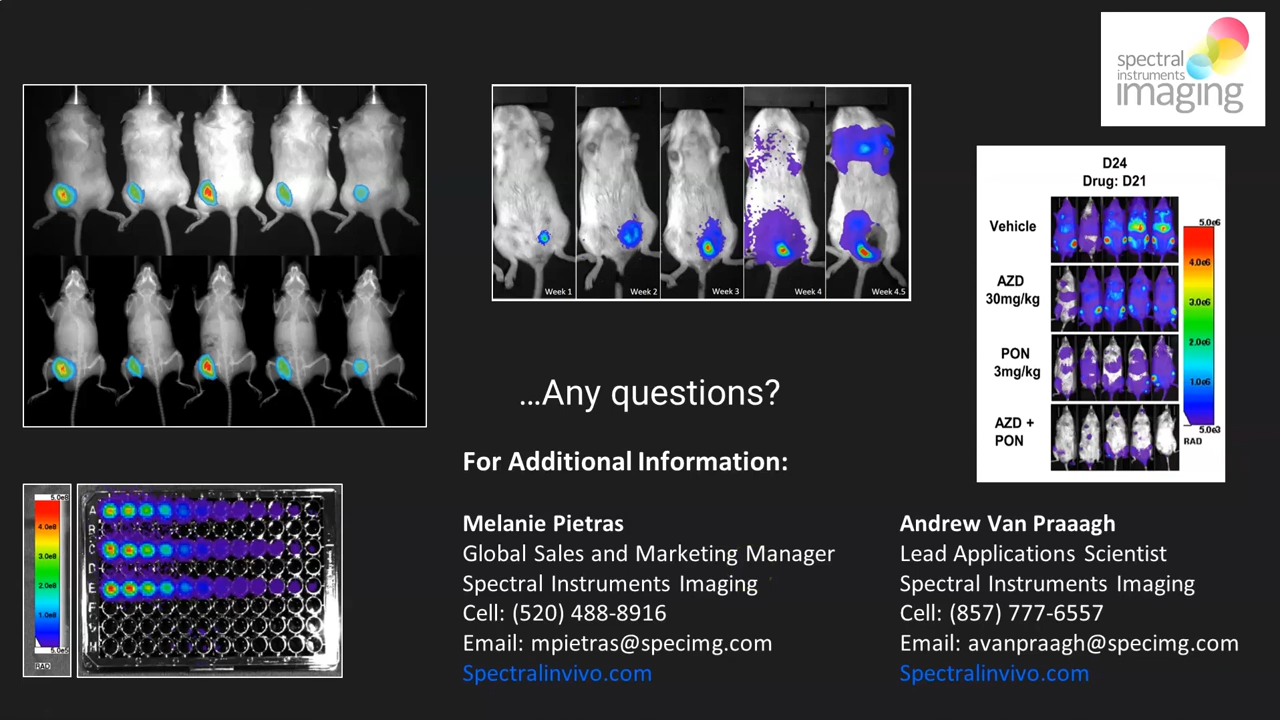 spectral
instruments
imaging
Week 1
Week 2
Week 3
Week 4
Week 4.5
D24
Drug: D21
Vehicle
AZD
30mg/kg
PON
3mg/kg
AZD +
PON
5.0e6
4.0e6
3.0e6
2.0e6
1.0e6
5.0e3
RAD
...Any questions?
For Additional Information:
5.0e8
4.0e8
3.0e8
2.0e8
1.0e8
5.0e5
RAD
A
B
C
D
E
F
G
H
Melanie Pietras
Global Sales and Marketing Manager
Spectral Instruments Imaging
Cell: (520) 488-8916
Email: mpietras@specimg.com
Spectralinvivo.com
Andrew Van Praaagh
Lead Applications Scientist
Spectral Instruments Imaging
Cell: (857) 777-6557
Email: avanpraagh@specimg.com
Spectralinvivo.com